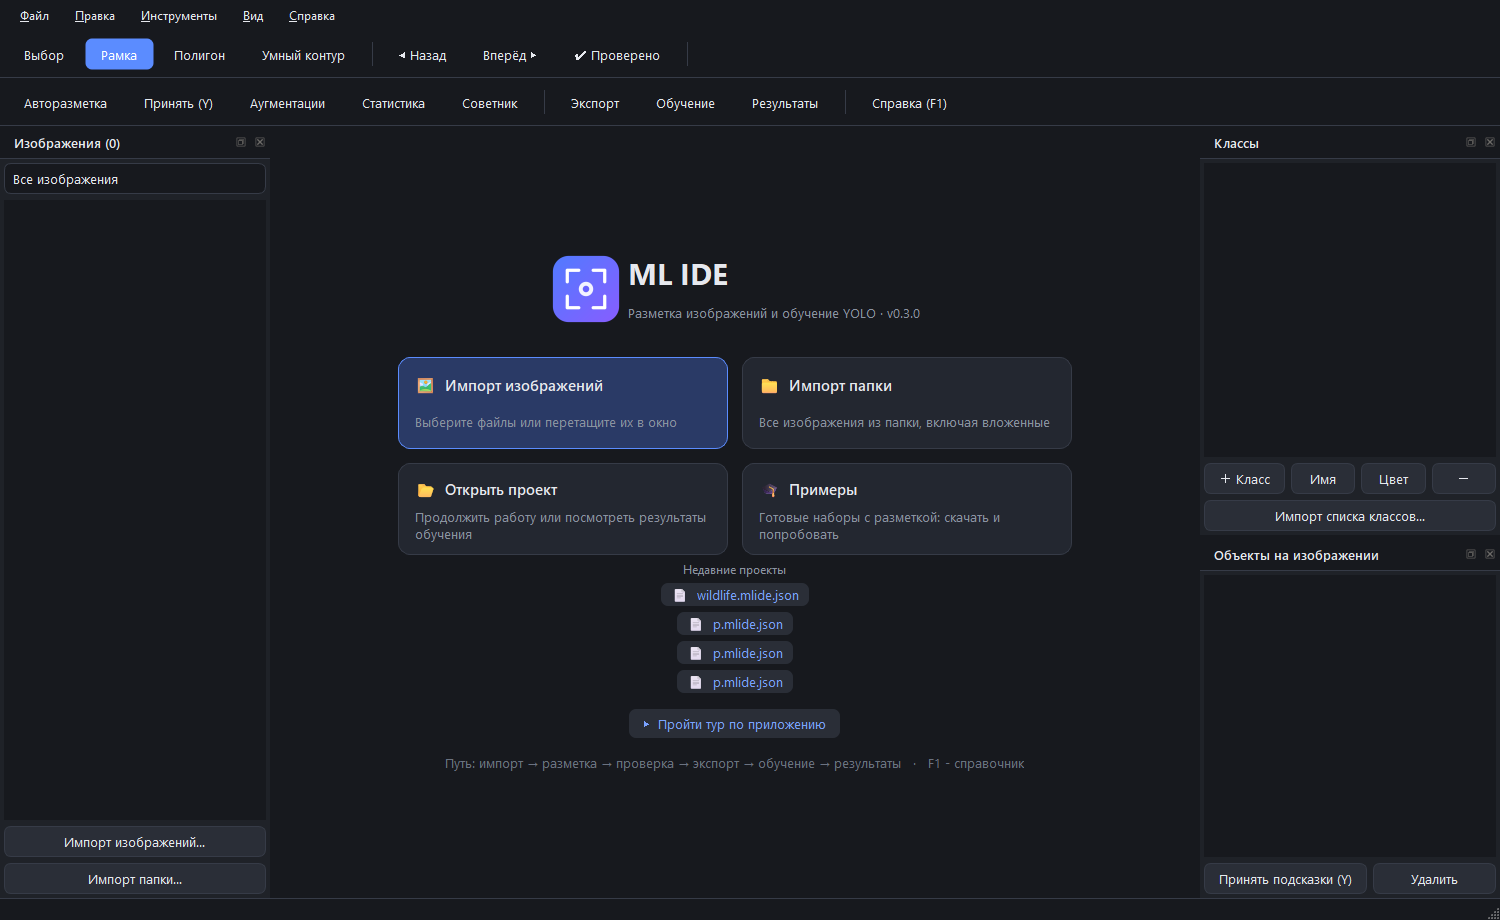 Файл Правка Инструменты Вид Справка
Выбор Рамка Полигон Умный контур Назад Вперёд Проверено
Авторазметка Принять (Y) Аугментации Статистика Советник Экспорт Обучение Результаты Справка (F1)
Изображения (0)
Все изображения
Импорт изображений...
Импорт папки...
ML IDE
Разметка изображений и обучение YOLO · v0.3.0
Импорт изображений
Выберите файлы или перетащите их в окно
Импорт папки
Все изображения из папки, включая вложенные
Открыть проект
Продолжить работу или посмотреть результаты
обучения
Примеры
Готовые наборы с разметкой: скачать и
попробовать
Недавние проекты
wildlife.mlide.json
p.mlide.json
p.mlide.json
p.mlide.json
Пройти тур по приложению
Путь: импорт → разметка → проверка → экспорт → обучение → результаты · F1 - справочник
Классы
+ Класс Имя Цвет −
Импорт списка классов...
Объекты на изображении
Принять подсказки (Y) Удалить